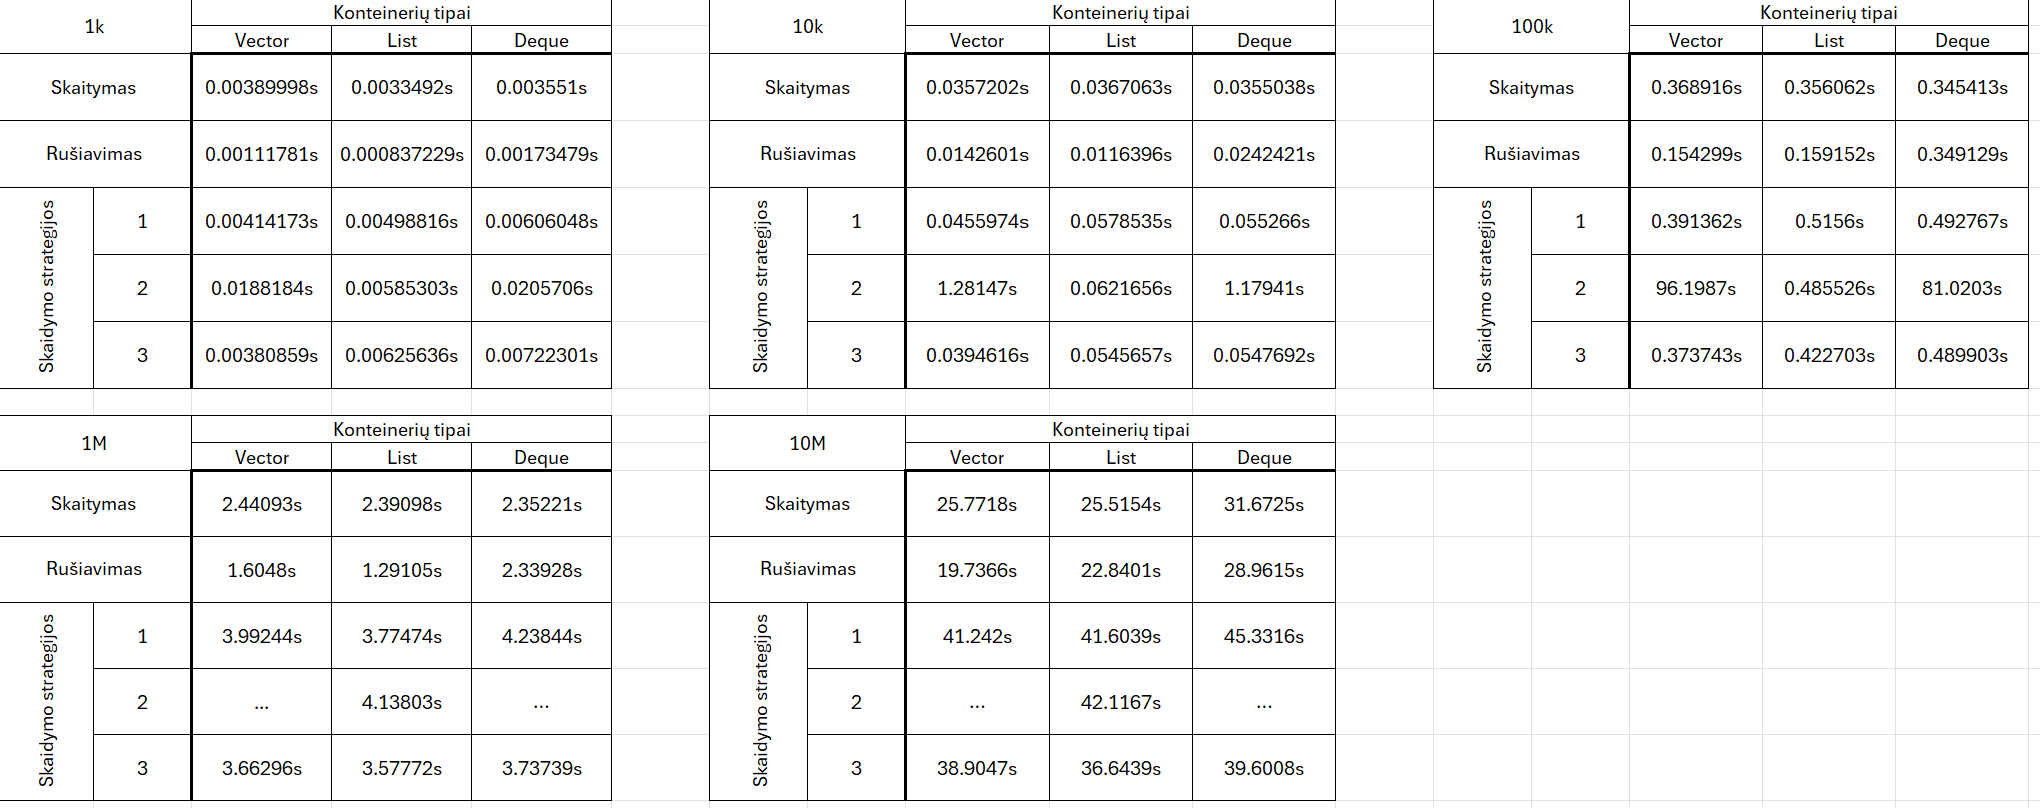 1k Konteinerių tipai
Vector List Deque
Skaitymas 0.00389998s 0.0033492s 0.003551s
Rušiavimas 0.00111781s 0.000837229s 0.00173479s
Skaidymo strategijos
1 0.00414173s 0.00498816s 0.00606048s
2 0.0188184s 0.00585303s 0.0205706s
3 0.00380859s 0.00625636s 0.00722301s
10k Konteinerių tipai
Vector List Deque
Skaitymas 0.0357202s 0.0367063s 0.0355038s
Rušiavimas 0.0142601s 0.0116396s 0.0242421s
Skaidymo strategijos
1 0.0455974s 0.0578535s 0.055266s
2 1.28147s 0.0621656s 1.17941s
3 0.0394616s 0.0545657s 0.0547692s
100k Konteinerių tipai
Vector List Deque
Skaitymas 0.368916s 0.356062s 0.345413s
Rušiavimas 0.154299s 0.159152s 0.349129s
Skaidymo strategijos
1 0.391362s 0.5156s 0.492767s
2 96.1987s 0.485526s 81.0203s
3 0.373743s 0.422703s 0.489903s
1M Konteinerių tipai
Vector List Deque
Skaitymas 2.44093s 2.39098s 2.35221s
Rušiavimas 1.6048s 1.29105s 2.33928s
Skaidymo strategijos
1 3.99244s 3.77474s 4.23844s
2 ... 4.13803s ...
3 3.66296s 3.57772s 3.73739s
10M Konteinerių tipai
Vector List Deque
Skaitymas 25.7718s 25.5154s 31.6725s
Rušiavimas 19.7366s 22.8401s 28.9615s
Skaidymo strategijos
1 41.242s 41.6039s 45.3316s
2 ... 42.1167s ...
3 38.9047s 36.6439s 39.6008s